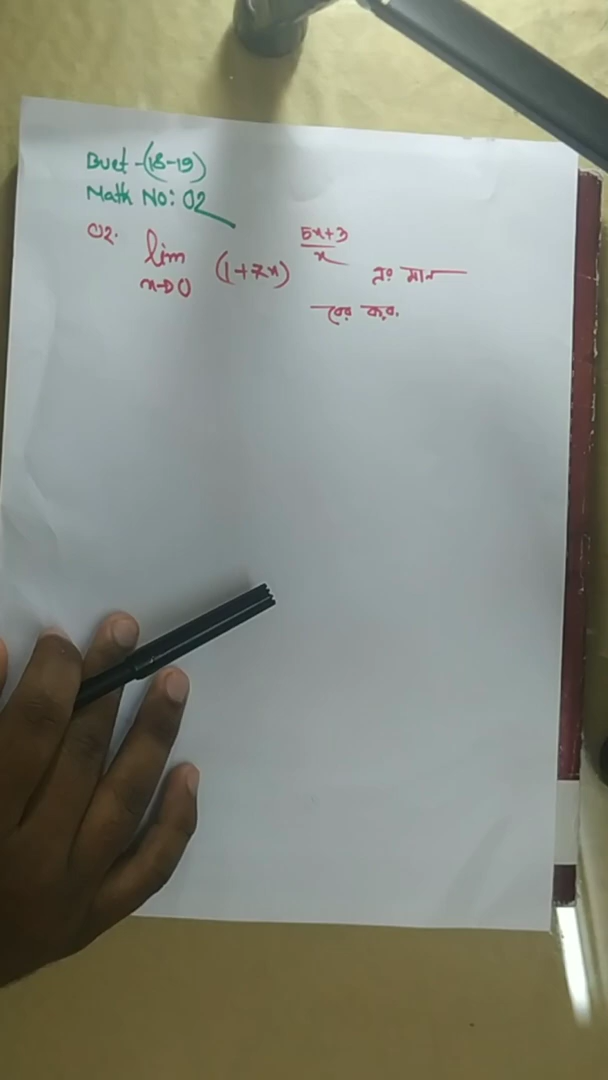 Buet-(18-19)
Math No: 02
02. lim x→0 (1+7x)^(5x+3)/x এর মান
বের কর.